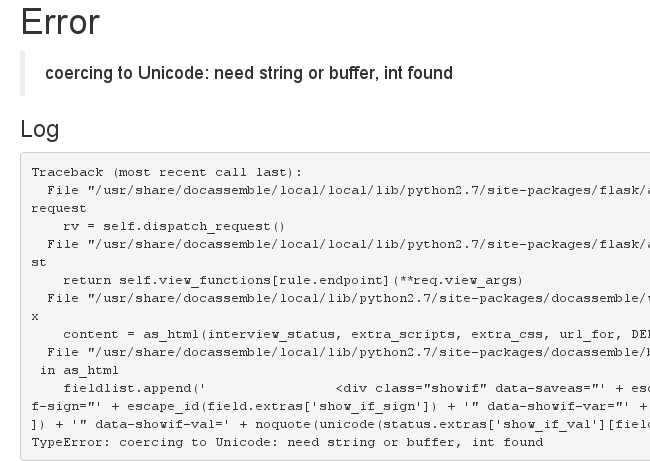 Error
coercing to Unicode: need string or buffer, int found
Log
Traceback (most recent call last):
File "/usr/share/docassemble/local/local/lib/python2.7/site-packages/flask/a
request
rv = self.dispatch_request()
File "/usr/share/docassemble/local/local/lib/python2.7/site-packages/flask/a
st
return self.view_functions[rule.endpoint](**req.view_args)
File "/usr/share/docassemble/local/local/lib/python2.7/site-packages/docassemble/w
x
content = as_html(interview_status, extra_scripts, extra_css, url_for, DEB
File "/usr/share/docassemble/local/local/lib/python2.7/site-packages/docassemble/b
in as_html
fieldlist.append(' <div class="showif" data-saveas="' + esc
f-sign="' + escape_id(field.extras['show_if_sign']) + '" data-showif-var="' +
]) + '" data-showif-val=' + noquote(unicode(status.extras['show_if_val'][field
TypeError: coercing to Unicode: need string or buffer, int found